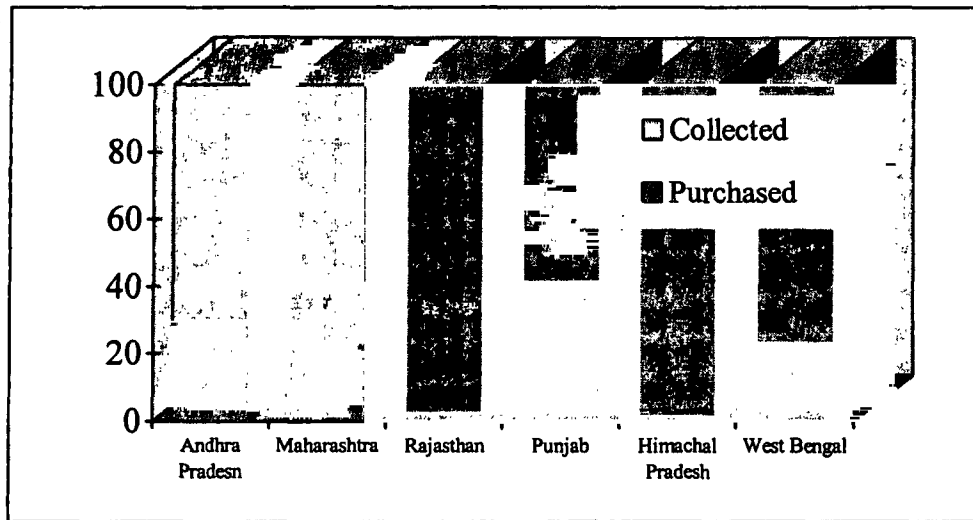 100
80
60
40
20
0
Collected
Purchased
Andhra
Pradesn
Maharashtra
Rajasthan
Punjab
Himachal
Pradesh
West Bengal